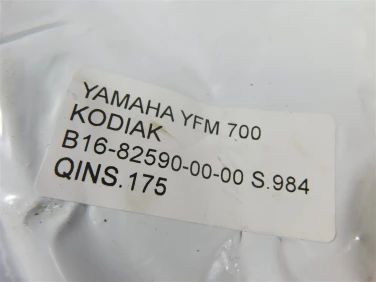 YAMAHA YFM 700
KODIAK
B16-82590-00-00 S.984
QINS.175